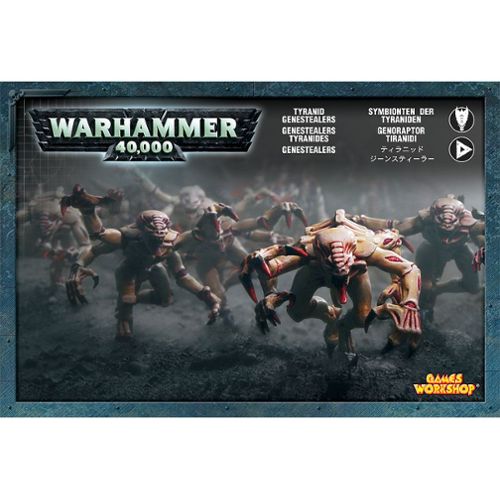 WARHAMMER
40,000
TYRANID
GENESTEALERS
GENESTEALERS
TYRANIDES
GENESTEALERS
SYMBIONTEN DER
TYRANIDEN
GENORAPTOR
TIRANIDI
ティラニッド
ジーンスティーラー
GAMES
WORKSHOP